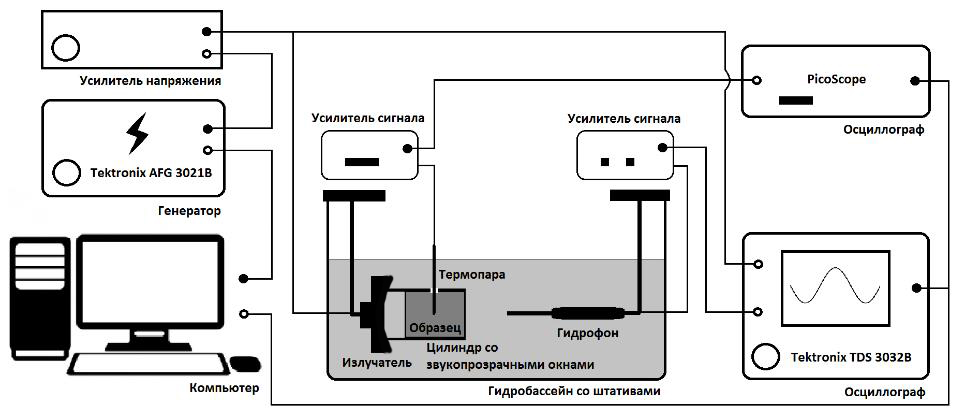 Усилитель напряжения
Tektronix AFG 3021B
Генератор
Компьютер
Усилитель сигнала
Усилитель сигнала
PicoScope
Осциллограф
Термопара
Образец
Излучатель
Цилиндр со
звукопрозрачными окнами
Гидрофон
Гидробассейн со штативами
Tektronix TDS 3032B
Осциллограф